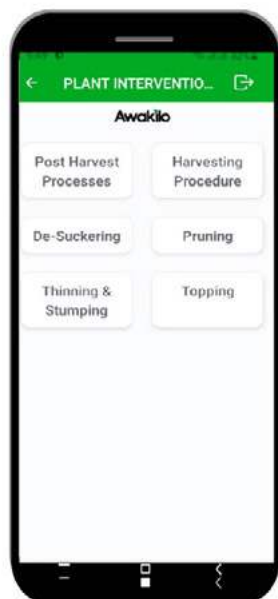 PLANT INTERVENTIO...
Awakilo
Post Harvest
Processes
Harvesting
Procedure
De-Suckering
Pruning
Thinning &
Stumping
Topping